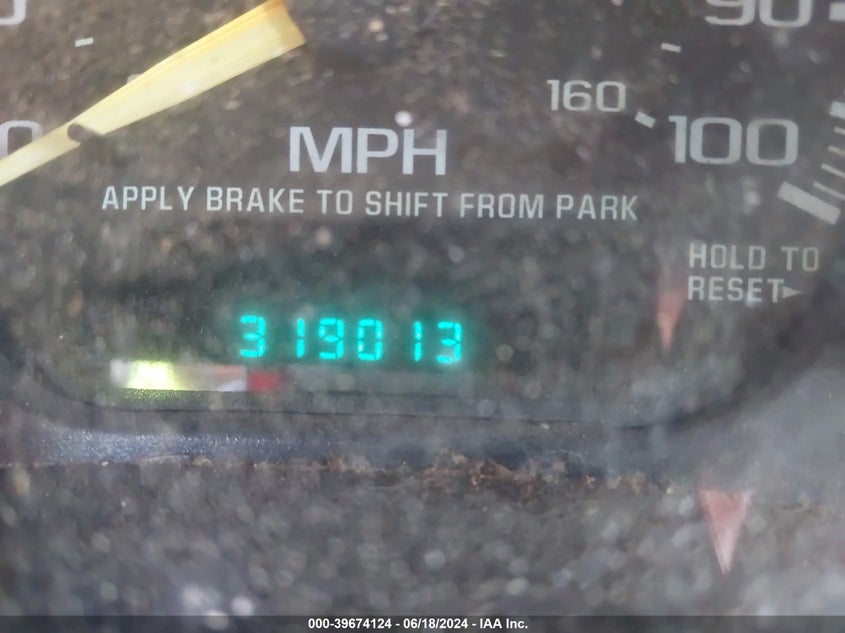 90
160
100
MPH
APPLY BRAKE TO SHIFT FROM PARK
HOLD TO
RESET
319013
000-39674124 - 06/18/2024 - IAA Inc.